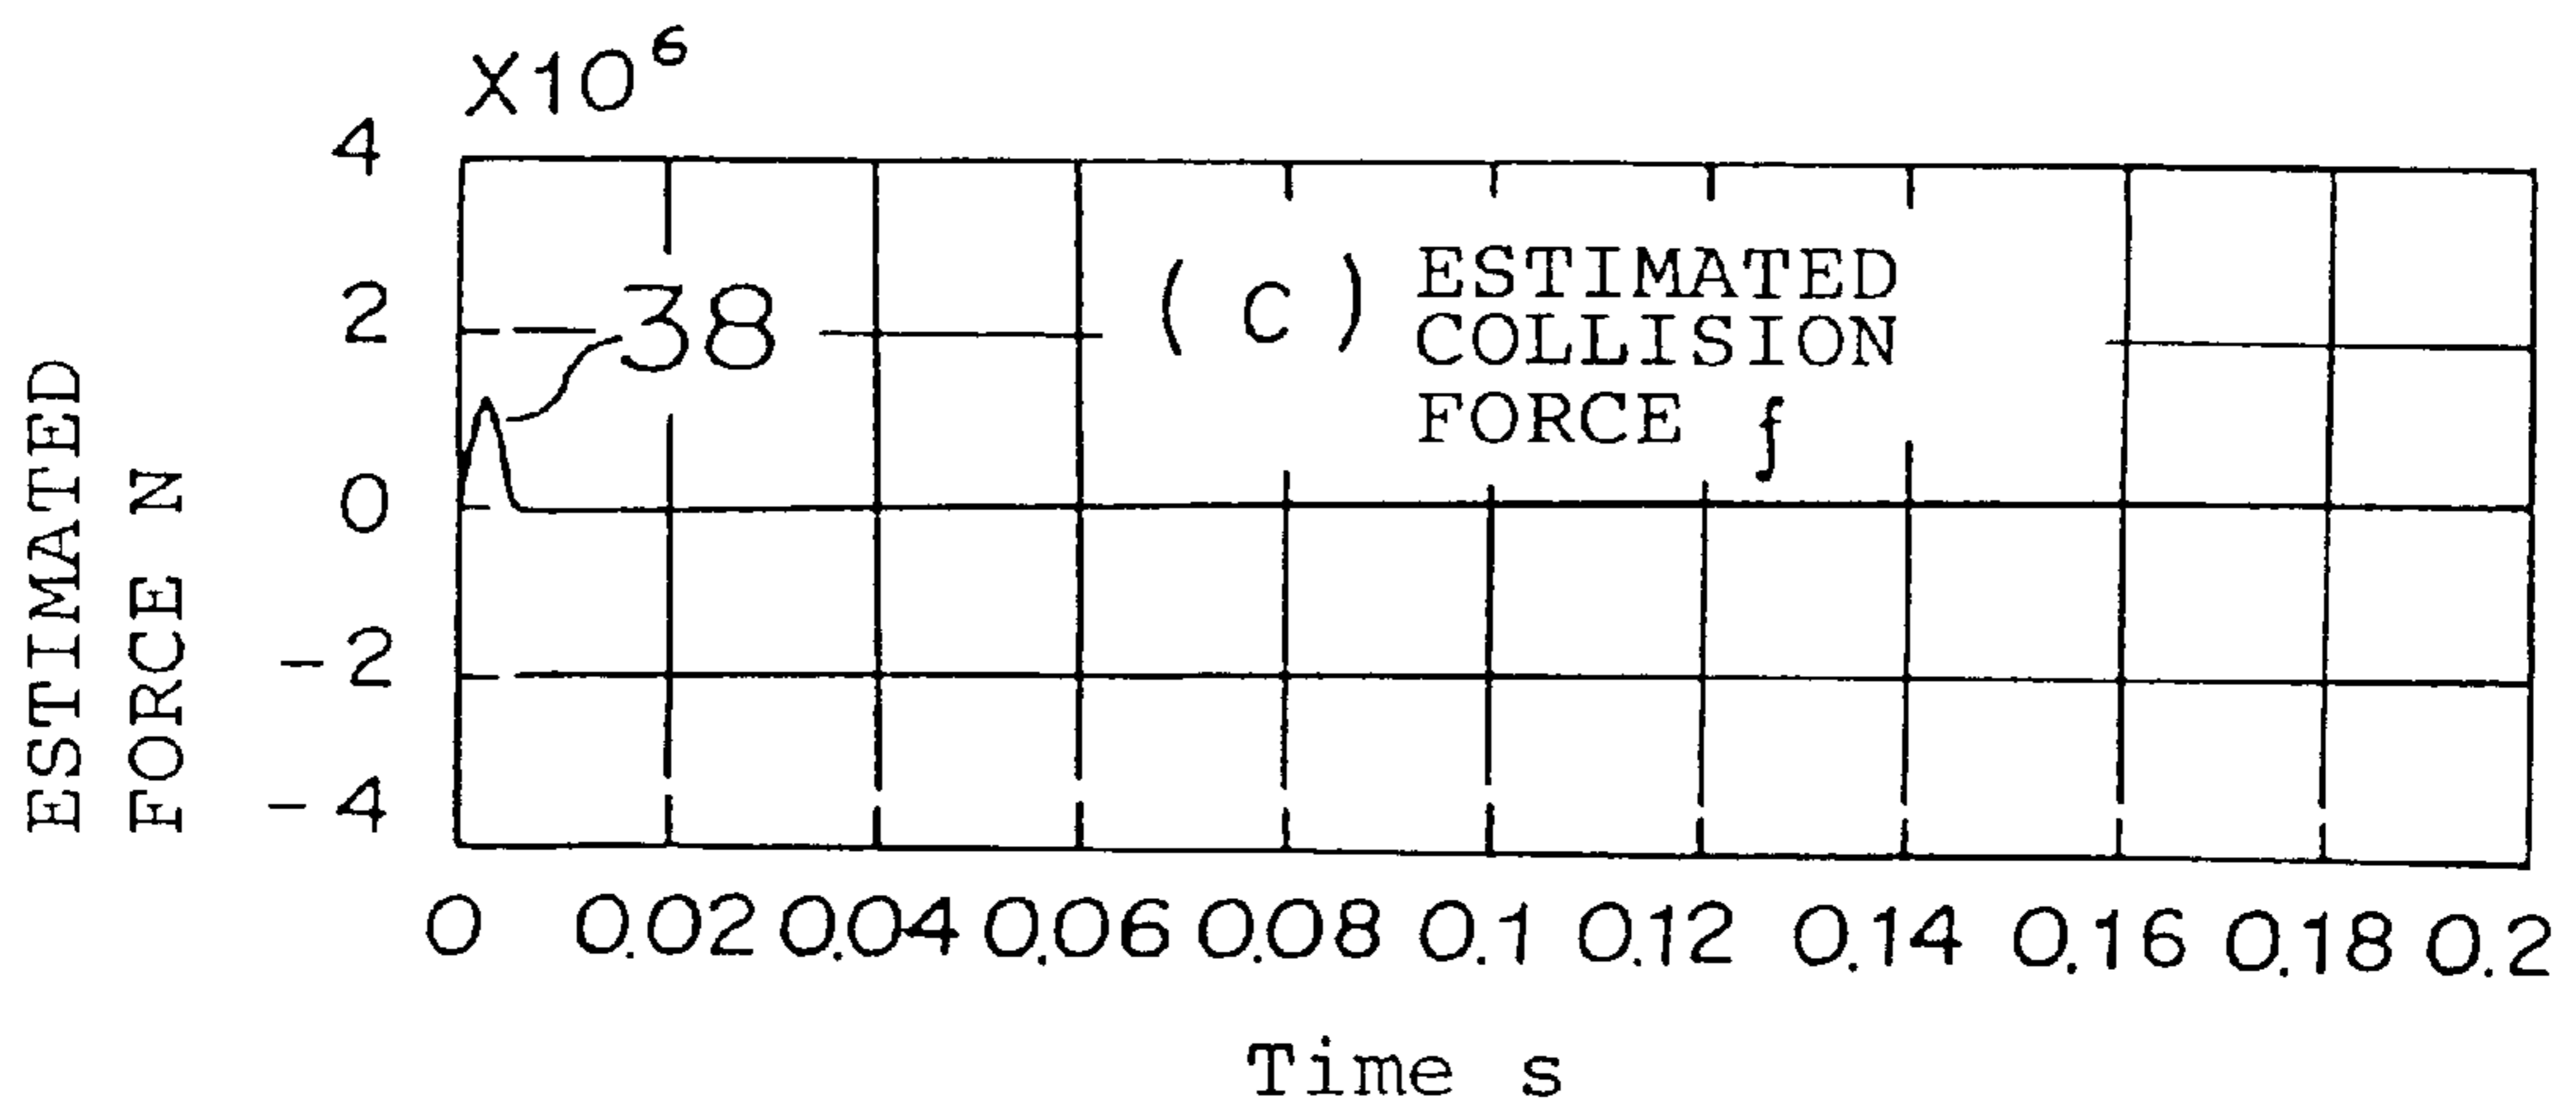 X10⁶
4
2
0
-2
-4
ESTIMATED
FORCE N
38
(C) ESTIMATED
COLLISION
FORCE f
0 0.02 0.04 0.06 0.08 0.1 0.12 0.14 0.16 0.18 0.2
Time s